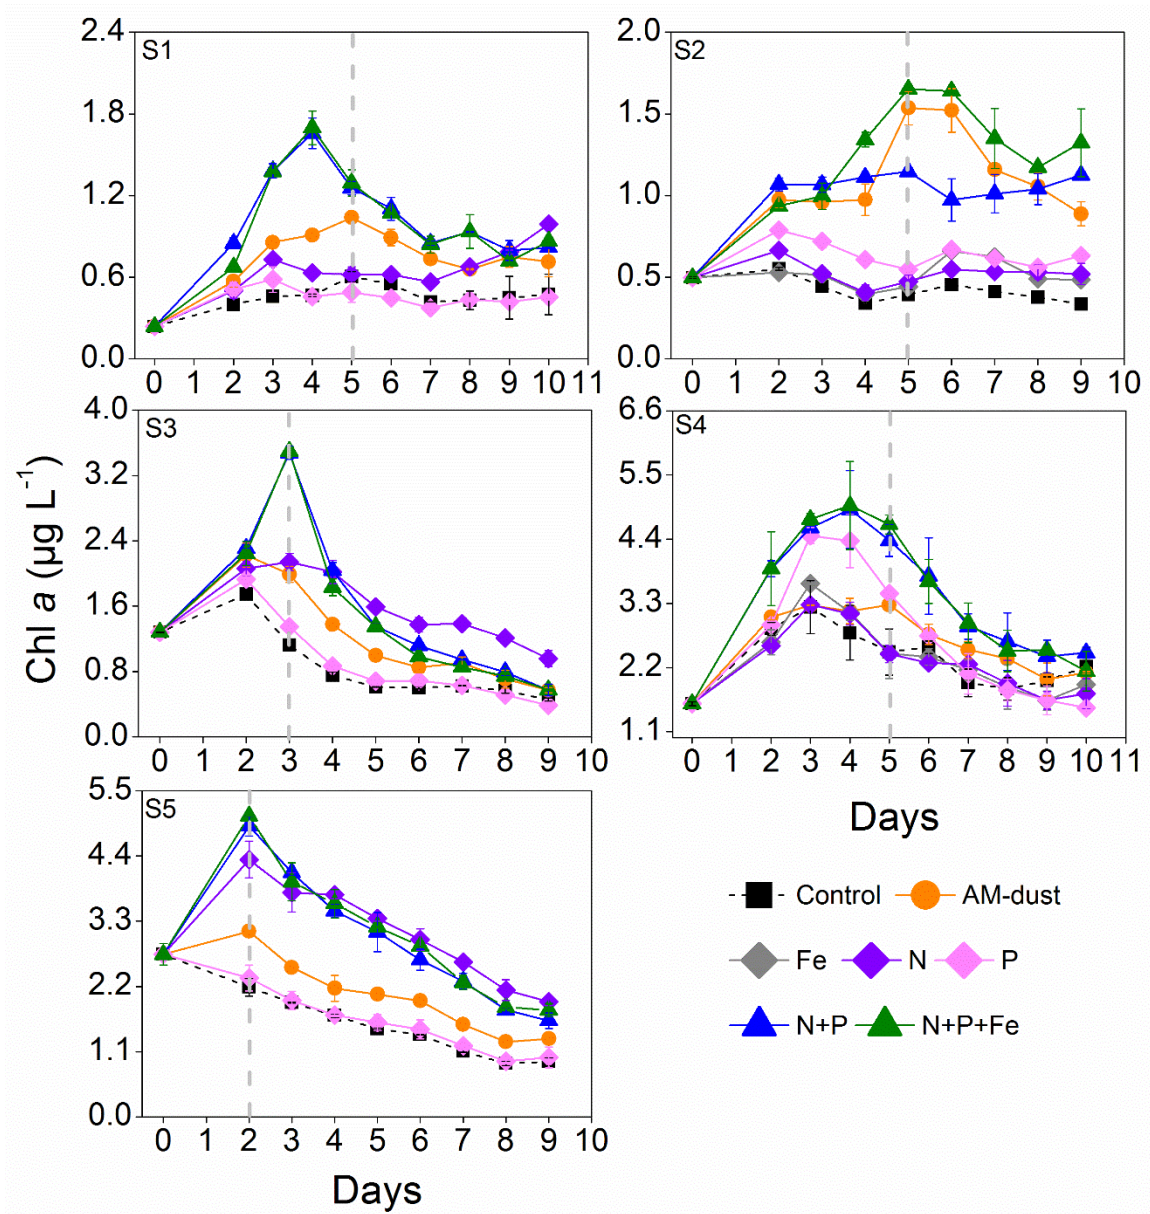 S1
2.4
1.8
1.2
0.6
0.0
0 1 2 3 4 5 6 7 8 9 10 11
S2
2.0
1.5
1.0
0.5
0.0
0 1 2 3 4 5 6 7 8 9 10
Chl a (μg L-1)
S3
4.0
3.2
2.4
1.6
0.8
0.0
0 1 2 3 4 5 6 7 8 9 10
S4
6.6
5.5
4.4
3.3
2.2
1.1
0 1 2 3 4 5 6 7 8 9 10 11
Days
S5
5.5
4.4
3.3
2.2
1.1
0.0
0 1 2 3 4 5 6 7 8 9 10
Days
Control AM-dust
Fe N P
N+P N+P+Fe